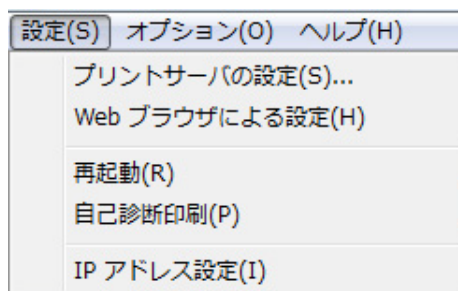 設定(S) オプション(O) ヘルプ(H)
プリントサーバの設定(S)...
Web ブラウザによる設定(H)
再起動(R)
自己診断印刷(P)
IP アドレス設定(I)